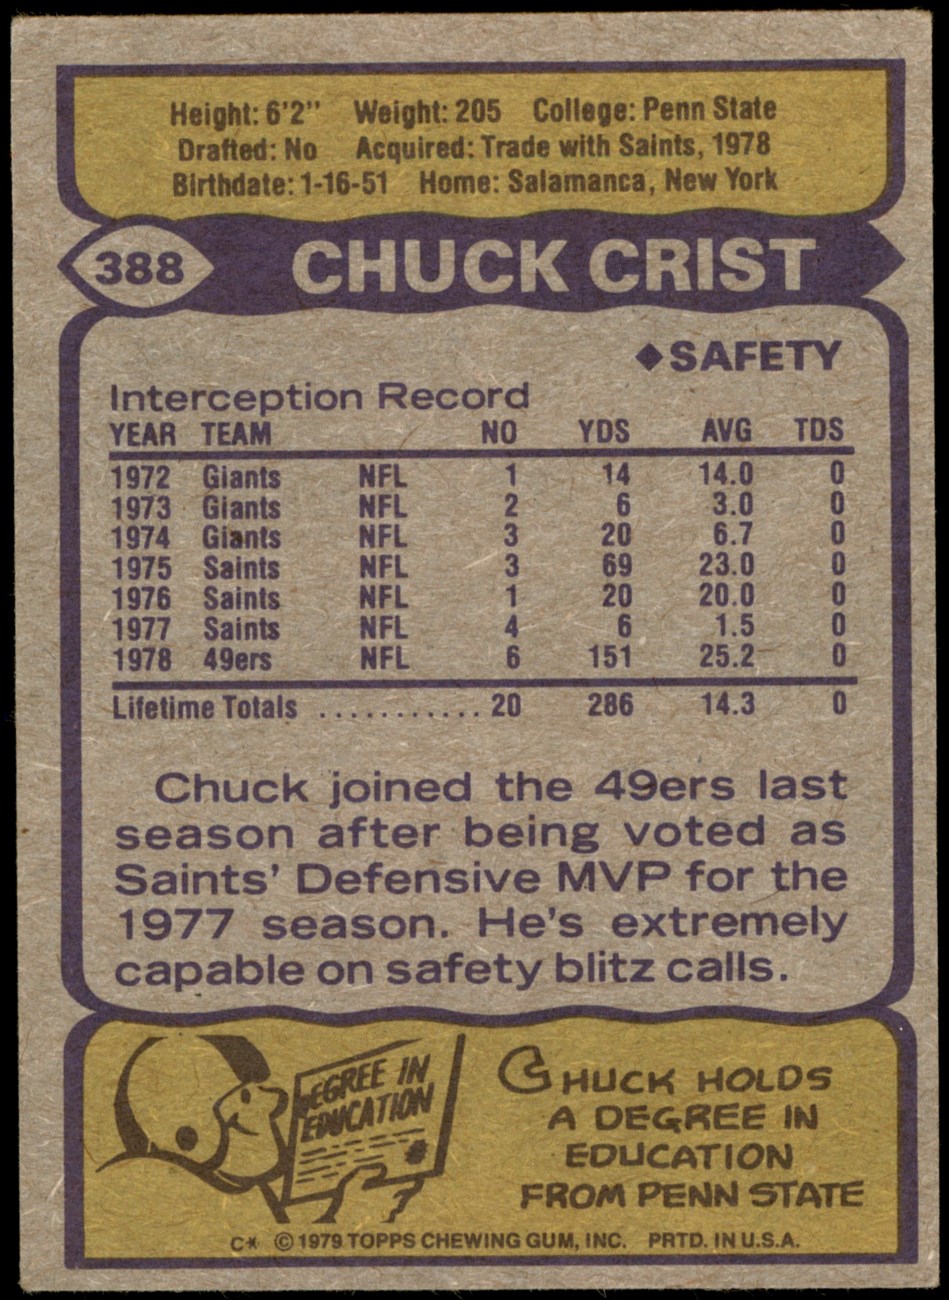 Height: 6'2" Weight: 205 College: Penn State
Drafted: No Acquired: Trade with Saints, 1978
Birthdate: 1-16-51 Home: Salamanca, New York
388 CHUCK CRIST
◆SAFETY
Interception Record
YEAR TEAM NO YDS AVG TDS
1972 Giants NFL 1 14 14.0 0
1973 Giants NFL 2 6 3.0 0
1974 Giants NFL 3 20 6.7 0
1975 Saints NFL 3 69 23.0 0
1976 Saints NFL 1 20 20.0 0
1977 Saints NFL 4 6 1.5 0
1978 49ers NFL 6 151 25.2 0
Lifetime Totals ............ 20 286 14.3 0
Chuck joined the 49ers last
season after being voted as
Saints' Defensive MVP for the
1977 season. He's extremely
capable on safety blitz calls.
DEGREE IN
EDUCATION
CHUCK HOLDS
A DEGREE IN
EDUCATION
FROM PENN STATE
C* © 1979 TOPPS CHEWING GUM, INC. PRTD. IN U.S.A.